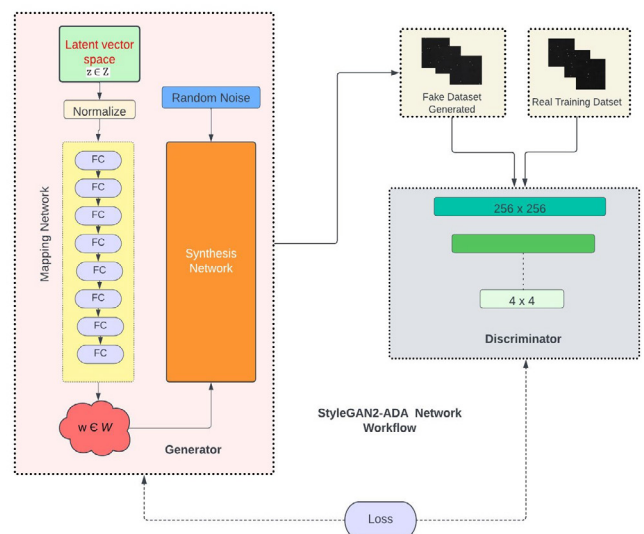 Latent vector
space
z ∈ Z
Normalize
Random Noise
Mapping Network
FC
FC
FC
FC
FC
FC
FC
FC
Synthesis
Network
w Є W
Generator
Fake Dataset
Generated
Real Training Datset
256 x 256
4 x 4
Discriminator
StyleGAN2-ADA Network
Workflow
Loss